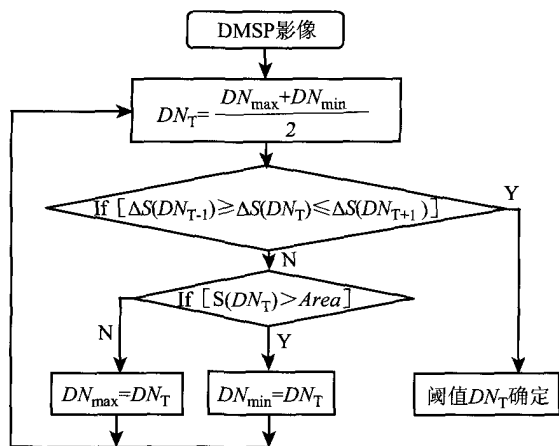 DMSP影像
DN_T = (DN_max+DN_min)/2
If [ΔS(DN_T-1)≥ΔS(DN_T)≤ΔS(DN_T+1)]
Y
N
If [S(DN_T)>Area]
N
Y
DN_max=DN_T
DN_min=DN_T
阈值DN_T确定